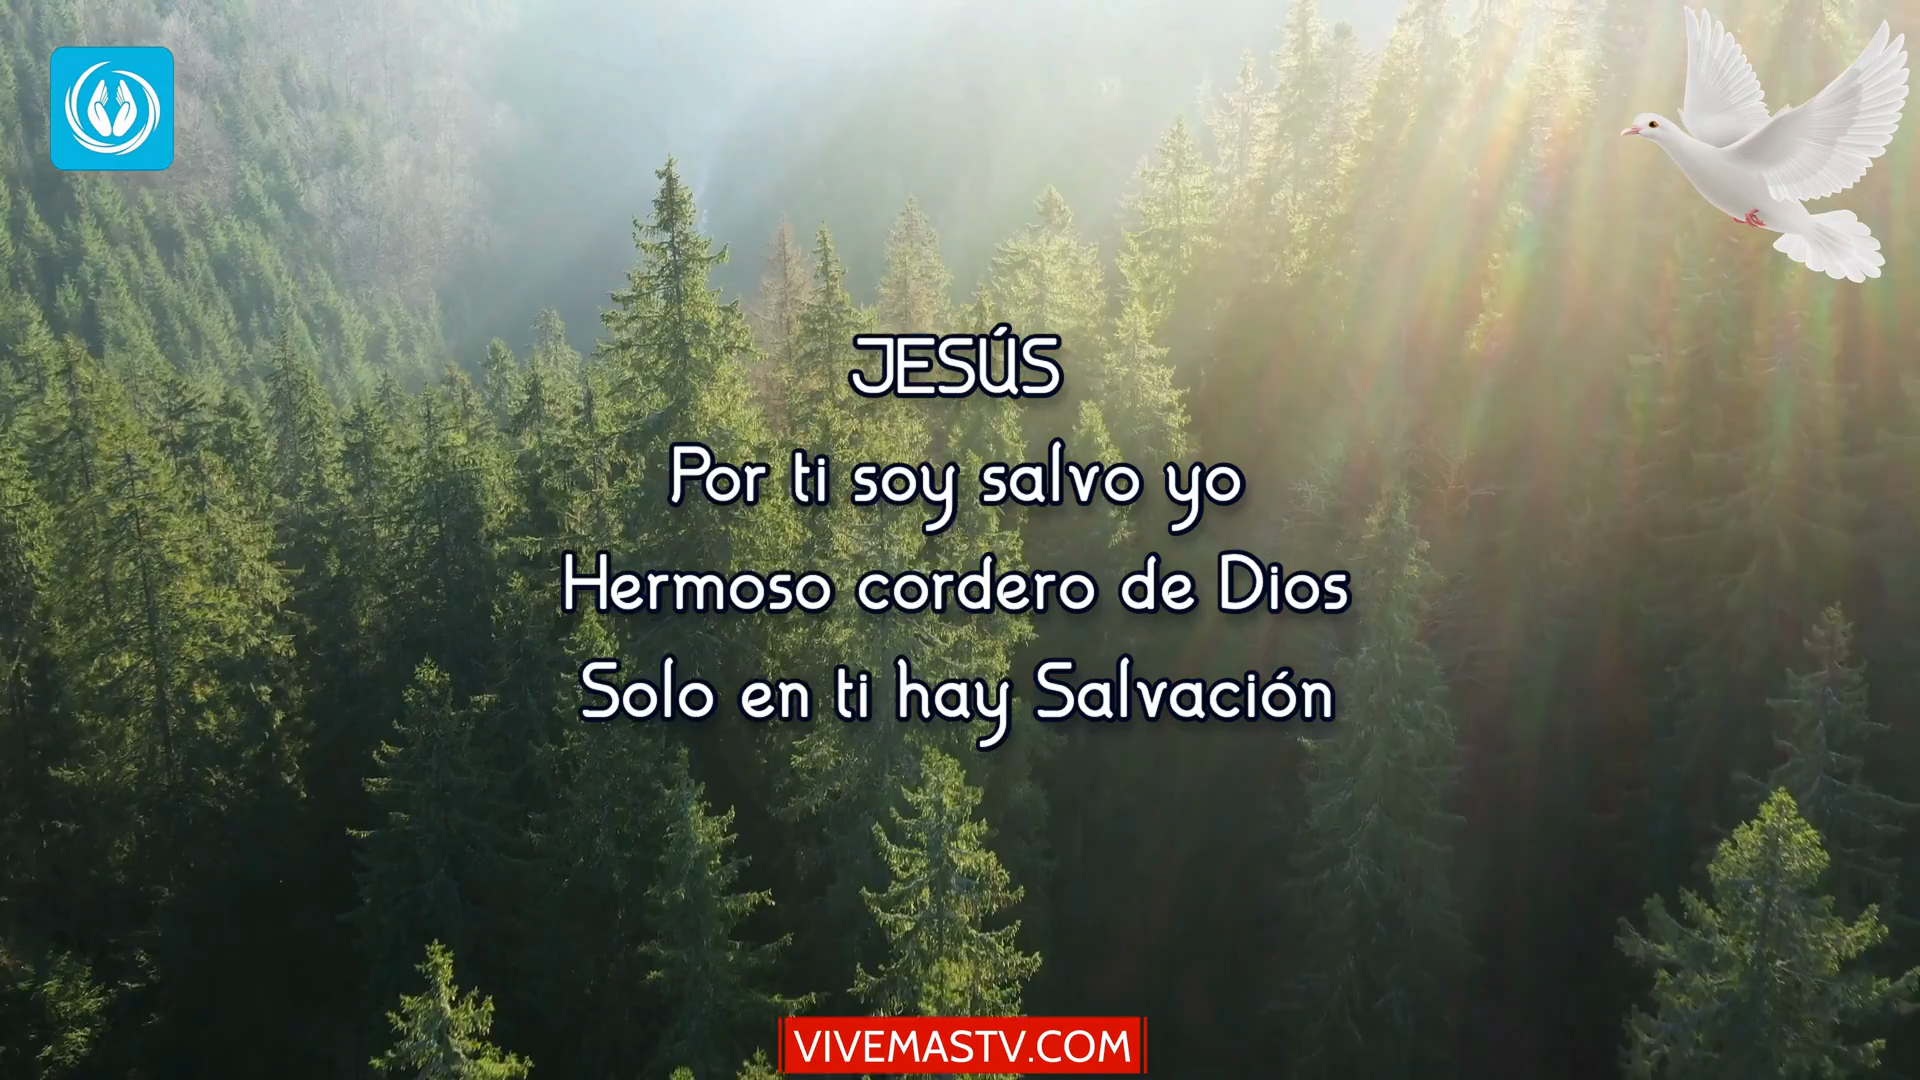 JESÚS
Por ti soy salvo yo
Hermoso cordero de Dios
Solo en ti hay Salvación
VIVEMASTV.COM